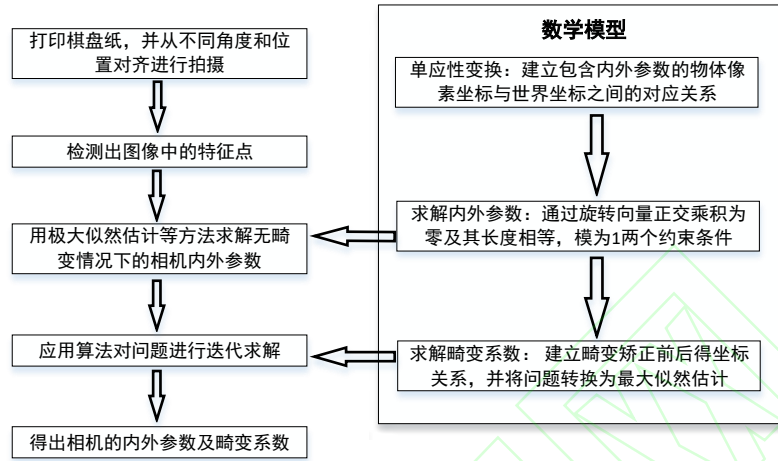 打印棋盘纸，并从不同角度和位
置对齐进行拍摄
检测出图像中的特征点
用极大似然估计等方法求解无畸
变情况下的相机内外参数
应用算法对问题进行迭代求解
得出相机的内外参数及畸变系数
数学模型
单应性变换：建立包含内外参数的物体像
素坐标与世界坐标之间的对应关系
求解内外参数：通过旋转向量正交乘积为
零及其长度相等，模为1两个约束条件
求解畸变系数： 建立畸变矫正前后得坐标
关系，并将问题转换为最大似然估计